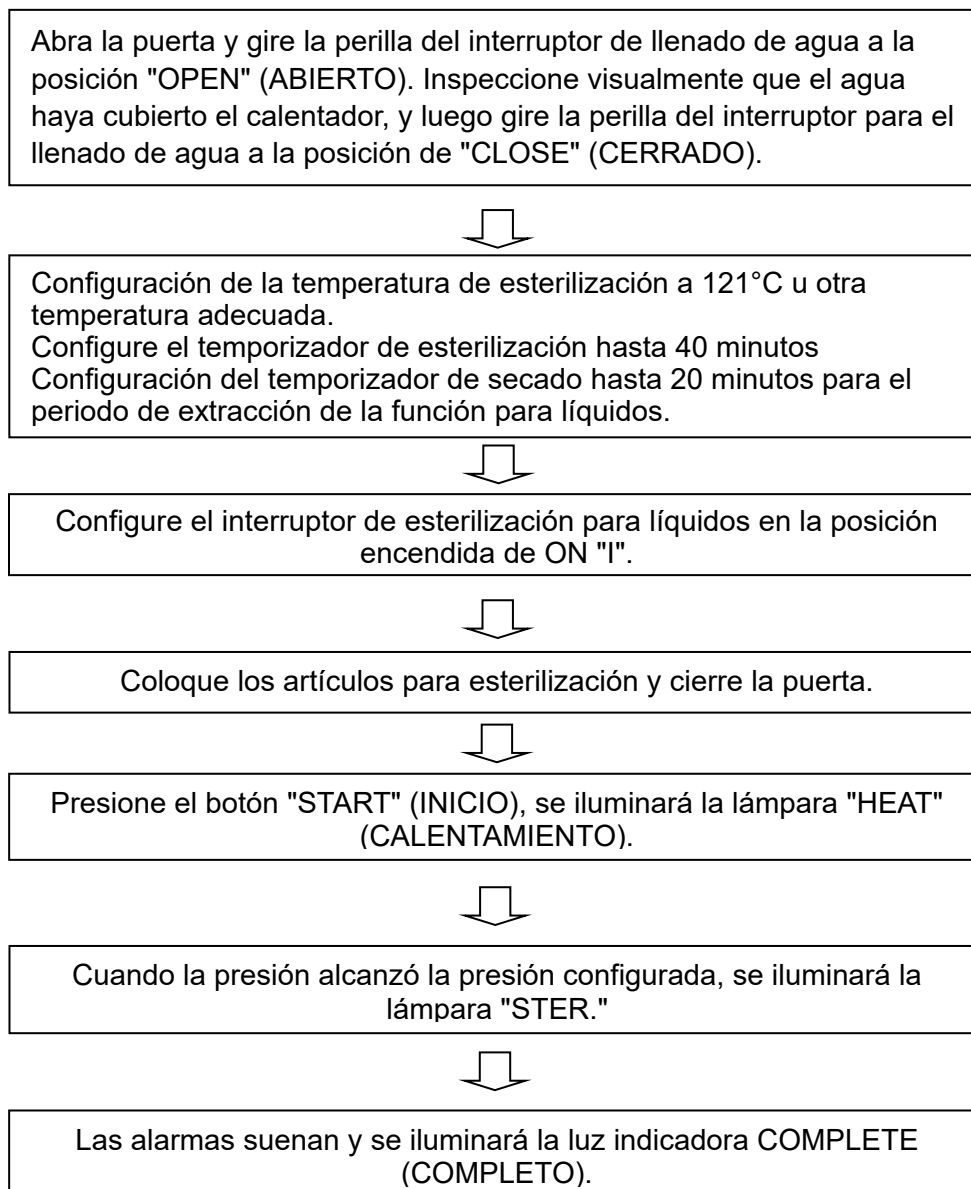 Abra la puerta y gire la perilla del interruptor de llenado de agua a la
posición "OPEN" (ABIERTO). Inspeccione visualmente que el agua
haya cubierto el calentador, y luego gire la perilla del interruptor para el
llenado de agua a la posición de "CLOSE" (CERRADO).
Configuración de la temperatura de esterilización a 121°C u otra
temperatura adecuada.
Configure el temporizador de esterilización hasta 40 minutos
Configuración del temporizador de secado hasta 20 minutos para el
periodo de extracción de la función para líquidos.
Configure el interruptor de esterilización para líquidos en la posición
encendida de ON "I".
Coloque los artículos para esterilización y cierre la puerta.
Presione el botón "START" (INICIO), se iluminará la lámpara "HEAT"
(CALENTAMIENTO).
Cuando la presión alcanzó la presión configurada, se iluminará la
lámpara "STER."
Las alarmas suenan y se iluminará la luz indicadora COMPLETE
(COMPLETO).